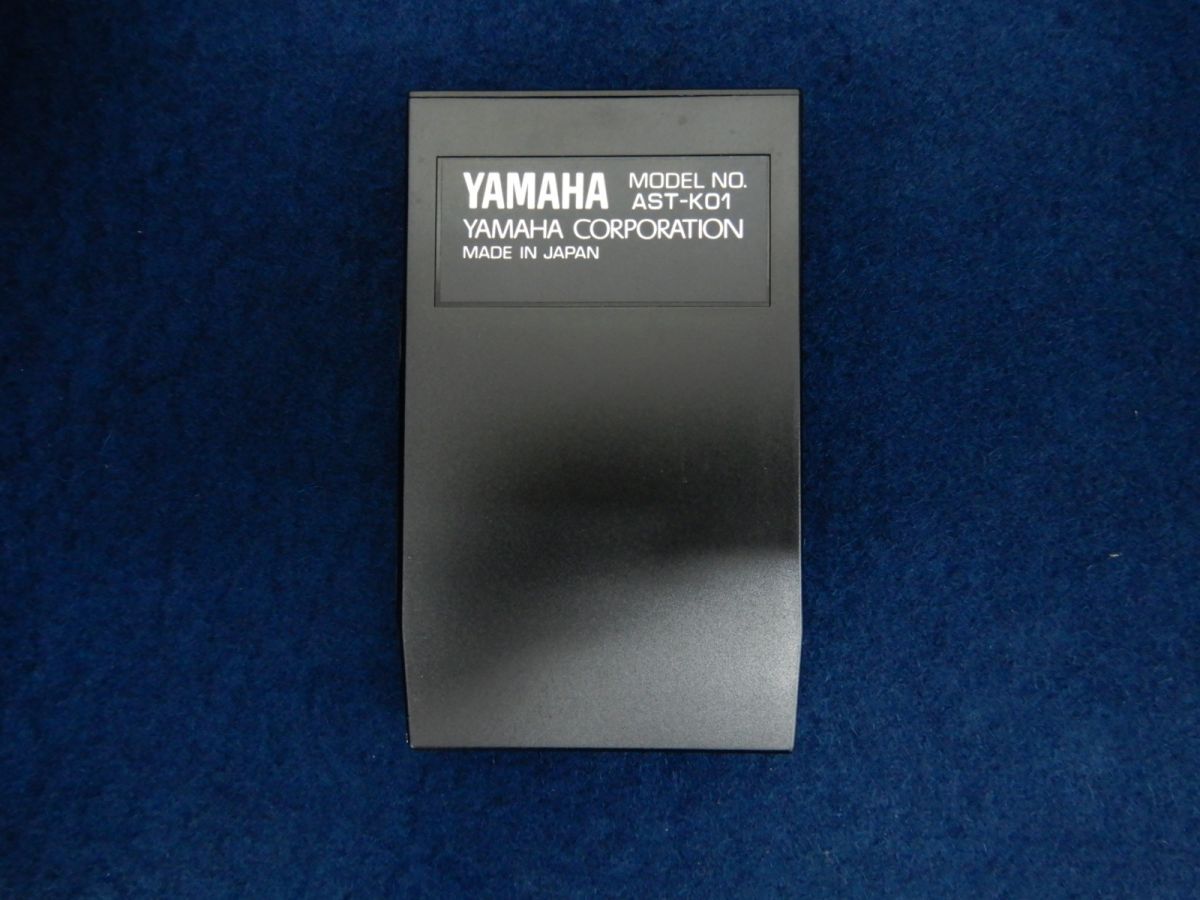 YAMAHA MODEL NO.
AST-K01
YAMAHA CORPORATION
MADE IN JAPAN